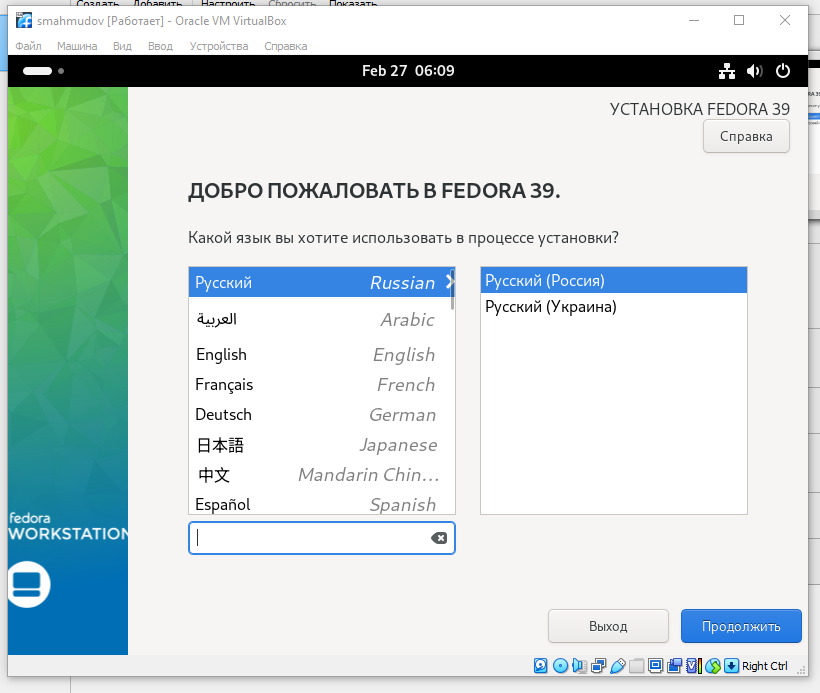 Создать Добавить Настроить Сбросить Показать
smahmudov [Работает] - Oracle VM VirtualBox
Файл Машина Вид Ввод Устройства Справка
Feb 27 06:09
УСТАНОВКА FEDORA 39
Справка
ДОБРО ПОЖАЛОВАТЬ В FEDORA 39.
Какой язык вы хотите использовать в процессе установки?
Русский Russian
العربية Arabic
English English
Français French
Deutsch German
日本語 Japanese
中文 Mandarin Chin...
Español Spanish
Русский (Россия)
Русский (Украина)
fedora
WORKSTATION
Выход
Продолжить
Right Ctrl